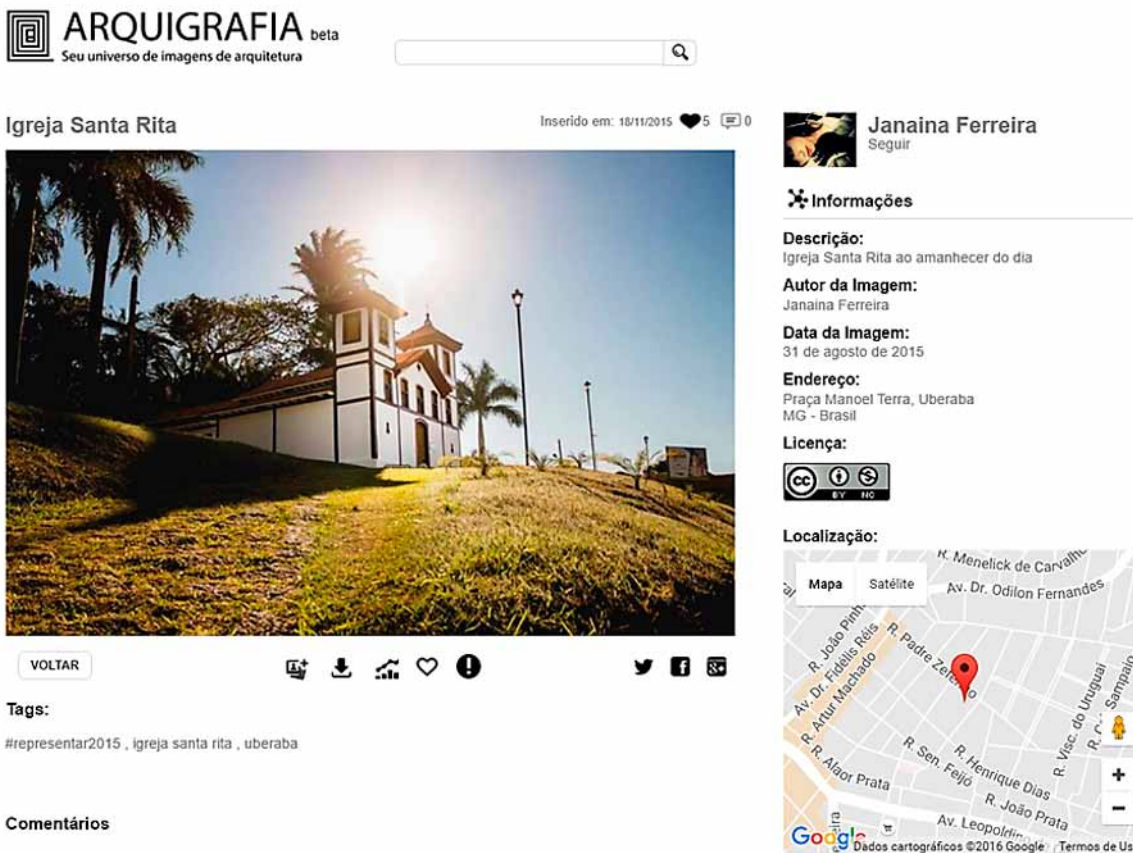 ARQUIGRAFIA beta
Seu universo de imagens de arquitetura
Igreja Santa Rita
Inserido em: 18/11/2015 5 0
Janaina Ferreira
Seguir
Informações
Descrição:
Igreja Santa Rita ao amanhecer do dia
Autor da Imagem:
Janaina Ferreira
Data da Imagem:
31 de agosto de 2015
Endereço:
Praça Manoel Terra, Uberaba
MG - Brasil
Licença:
cc
BY NC
Localização:
Mapa Satélite
R. Menelick de Carvalho
Av. Dr. Odilon Fernandes
R. João Pinh
Av. Dr. Fidélis Réis
R. Artur Machado
R. Padre Zeferino
R. Visc. do Uruguai
Sampaio
R. Sen. Feijó
R. Henrique Dias
R. Alaor Prata
R. João Prata
Av. Leopoldin
Google
Dados cartográficos ©2016 Google Termos de Us
VOLTAR
Tags:
#representar2015 , igreja santa rita , uberaba
Comentários